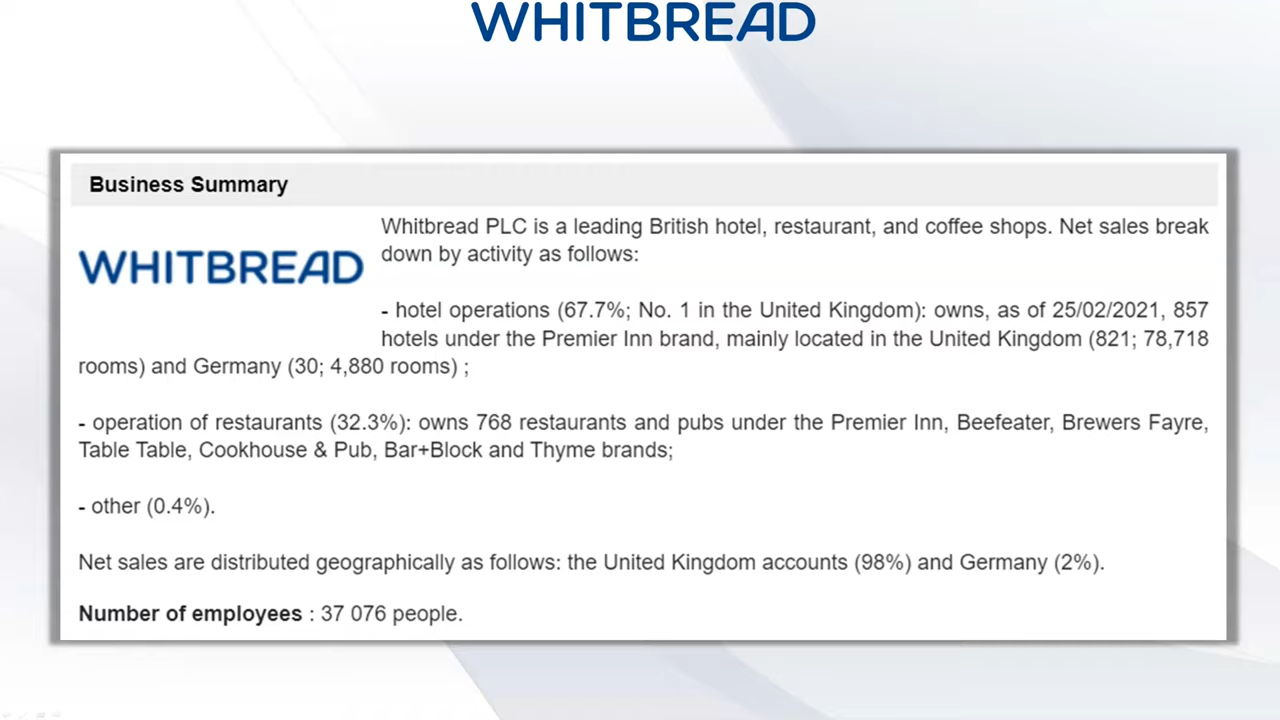 WHITBREAD
Business Summary
Whitbread PLC is a leading British hotel, restaurant, and coffee shops. Net sales break
WHITBREAD
down by activity as follows:
- hotel operations (67.7%; No. 1 in the United Kingdom): owns, as of 25/02/2021, 857
hotels under the Premier Inn brand, mainly located in the United Kingdom (821; 78,718
rooms) and Germany (30; 4,880 rooms) ;
- operation of restaurants (32.3%): owns 768 restaurants and pubs under the Premier Inn, Beefeater, Brewers Fayre,
Table Table, Cookhouse & Pub, Bar+Block and Thyme brands;
- other (0.4%).
Net sales are distributed geographically as follows: the United Kingdom accounts (98%) and Germany (2%).
Number of employees : 37 076 people.